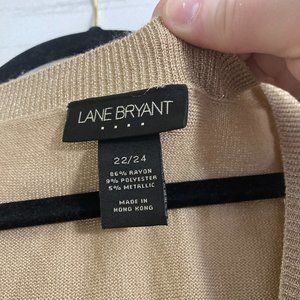 LANE BRYANT
22/24
86% RAYON
9% POLYESTER
5% METALLIC
MADE IN
HONG KONG